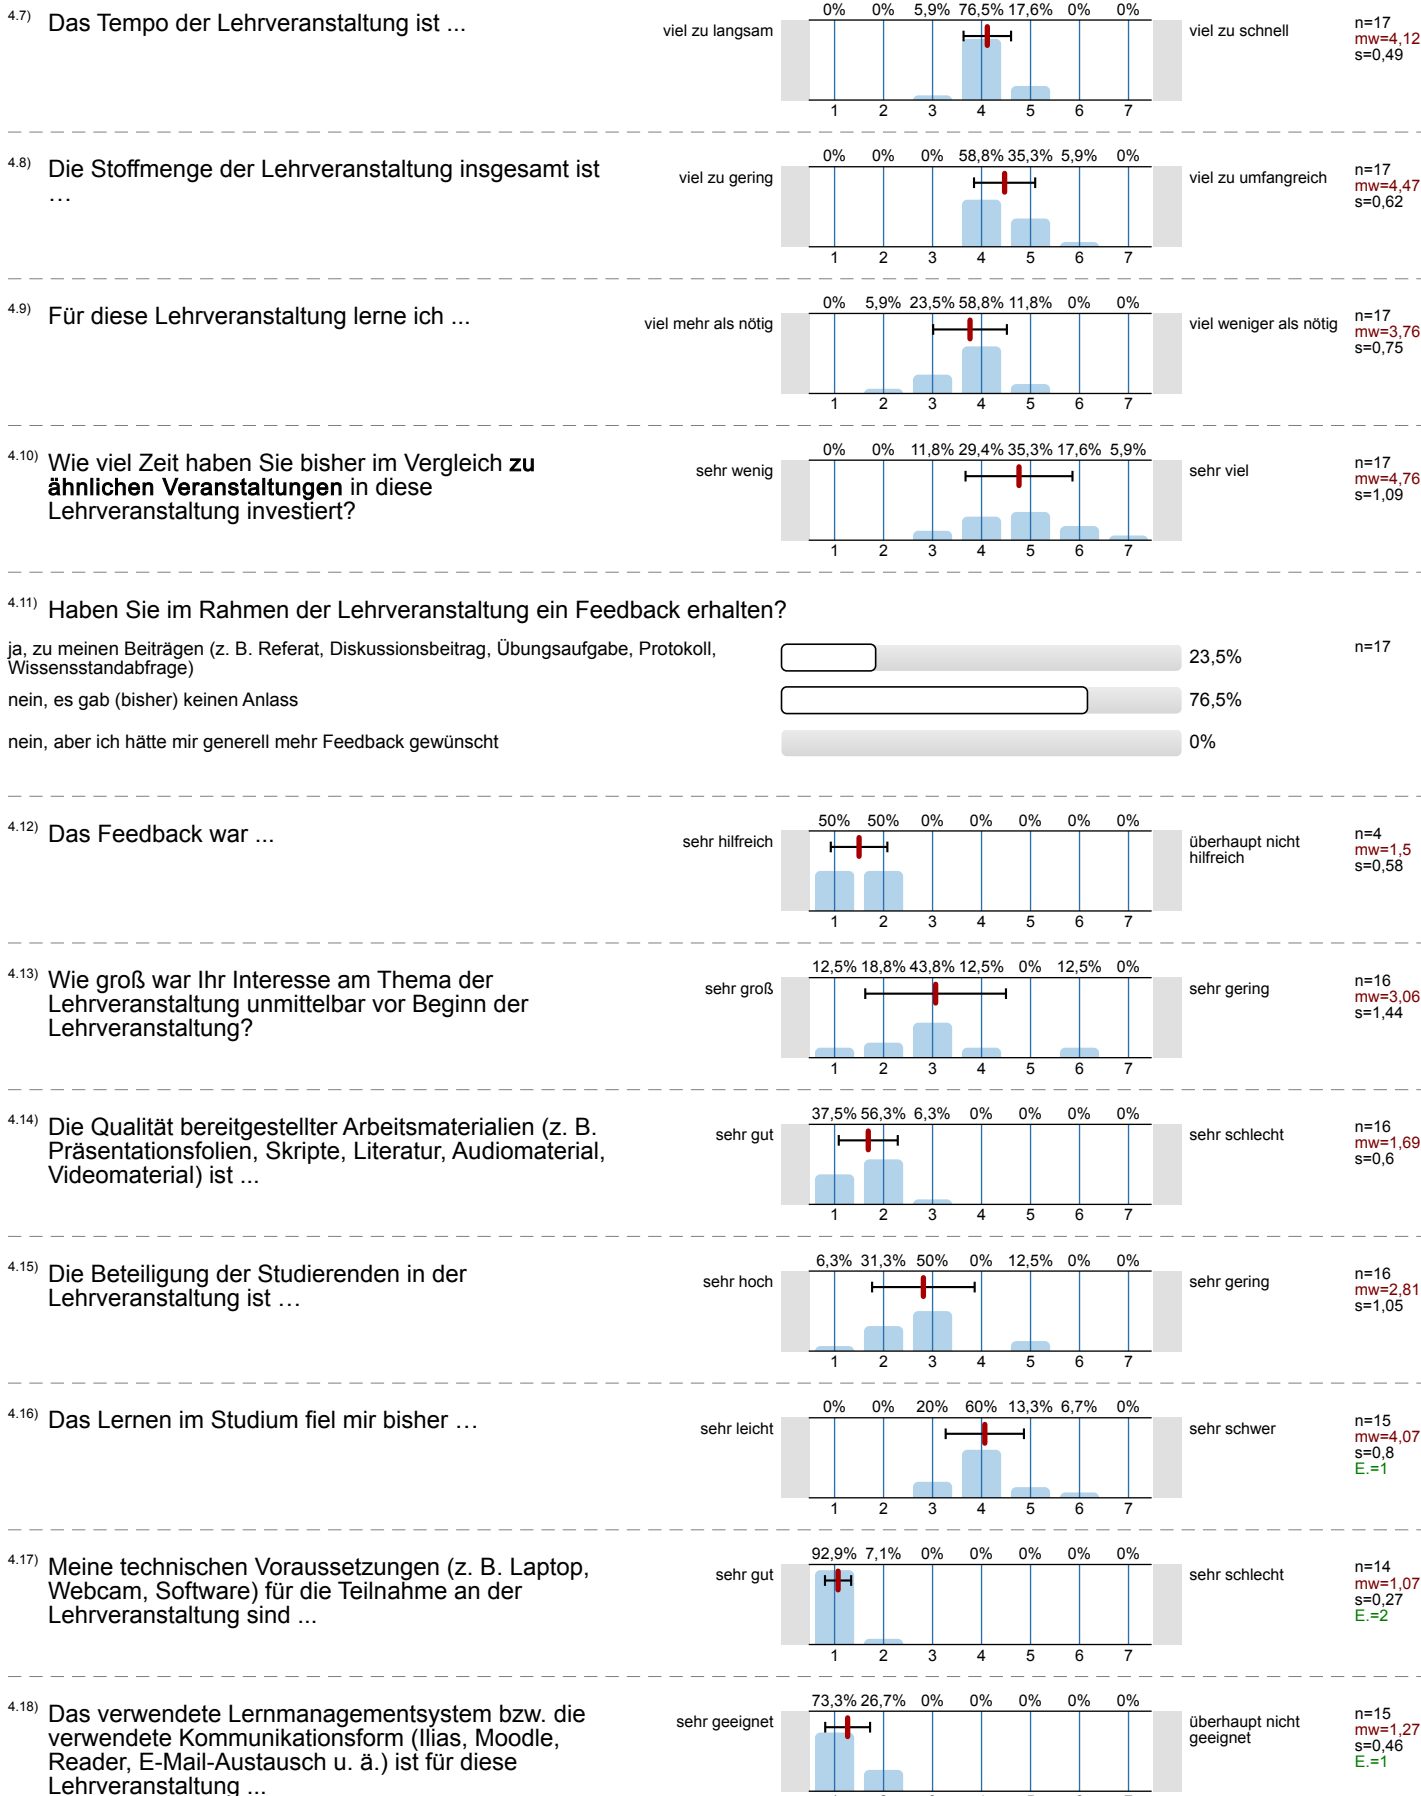 4.7) Das Tempo der Lehrveranstaltung ist ...
viel zu langsam
0% 0% 5,9% 76,5% 17,6% 0% 0%
1 2 3 4 5 6 7
viel zu schnell
n=17
mw=4,12
s=0,49
4.8) Die Stoffmenge der Lehrveranstaltung insgesamt ist
…
viel zu gering
0% 0% 0% 58,8% 35,3% 5,9% 0%
1 2 3 4 5 6 7
viel zu umfangreich
n=17
mw=4,47
s=0,62
4.9) Für diese Lehrveranstaltung lerne ich ...
viel mehr als nötig
0% 5,9% 23,5% 58,8% 11,8% 0% 0%
1 2 3 4 5 6 7
viel weniger als nötig
n=17
mw=3,76
s=0,75
4.10) Wie viel Zeit haben Sie bisher im Vergleich zu
ähnlichen Veranstaltungen in diese
Lehrveranstaltung investiert?
sehr wenig
0% 0% 11,8% 29,4% 35,3% 17,6% 5,9%
1 2 3 4 5 6 7
sehr viel
n=17
mw=4,76
s=1,09
4.11) Haben Sie im Rahmen der Lehrveranstaltung ein Feedback erhalten?
ja, zu meinen Beiträgen (z. B. Referat, Diskussionsbeitrag, Übungsaufgabe, Protokoll,
Wissensstandabfrage)
23,5%
n=17
nein, es gab (bisher) keinen Anlass
76,5%
nein, aber ich hätte mir generell mehr Feedback gewünscht
0%
4.12) Das Feedback war ...
sehr hilfreich
50% 50% 0% 0% 0% 0% 0%
1 2 3 4 5 6 7
überhaupt nicht
hilfreich
n=4
mw=1,5
s=0,58
4.13) Wie groß war Ihr Interesse am Thema der
Lehrveranstaltung unmittelbar vor Beginn der
Lehrveranstaltung?
sehr groß
12,5% 18,8% 43,8% 12,5% 0% 12,5% 0%
1 2 3 4 5 6 7
sehr gering
n=16
mw=3,06
s=1,44
4.14) Die Qualität bereitgestellter Arbeitsmaterialien (z. B.
Präsentationsfolien, Skripte, Literatur, Audiomaterial,
Videomaterial) ist ...
sehr gut
37,5% 56,3% 6,3% 0% 0% 0% 0%
1 2 3 4 5 6 7
sehr schlecht
n=16
mw=1,69
s=0,6
4.15) Die Beteiligung der Studierenden in der
Lehrveranstaltung ist …
sehr hoch
6,3% 31,3% 50% 0% 12,5% 0% 0%
1 2 3 4 5 6 7
sehr gering
n=16
mw=2,81
s=1,05
4.16) Das Lernen im Studium fiel mir bisher …
sehr leicht
0% 0% 20% 60% 13,3% 6,7% 0%
1 2 3 4 5 6 7
sehr schwer
n=15
mw=4,07
s=0,8
E.=1
4.17) Meine technischen Voraussetzungen (z. B. Laptop,
Webcam, Software) für die Teilnahme an der
Lehrveranstaltung sind ...
sehr gut
92,9% 7,1% 0% 0% 0% 0% 0%
1 2 3 4 5 6 7
sehr schlecht
n=14
mw=1,07
s=0,27
E.=2
4.18) Das verwendete Lernmanagementsystem bzw. die
verwendete Kommunikationsform (Ilias, Moodle,
Reader, E-Mail-Austausch u. ä.) ist für diese
Lehrveranstaltung ...
sehr geeignet
73,3% 26,7% 0% 0% 0% 0% 0%
überhaupt nicht
geeignet
n=15
mw=1,27
s=0,46
E.=1